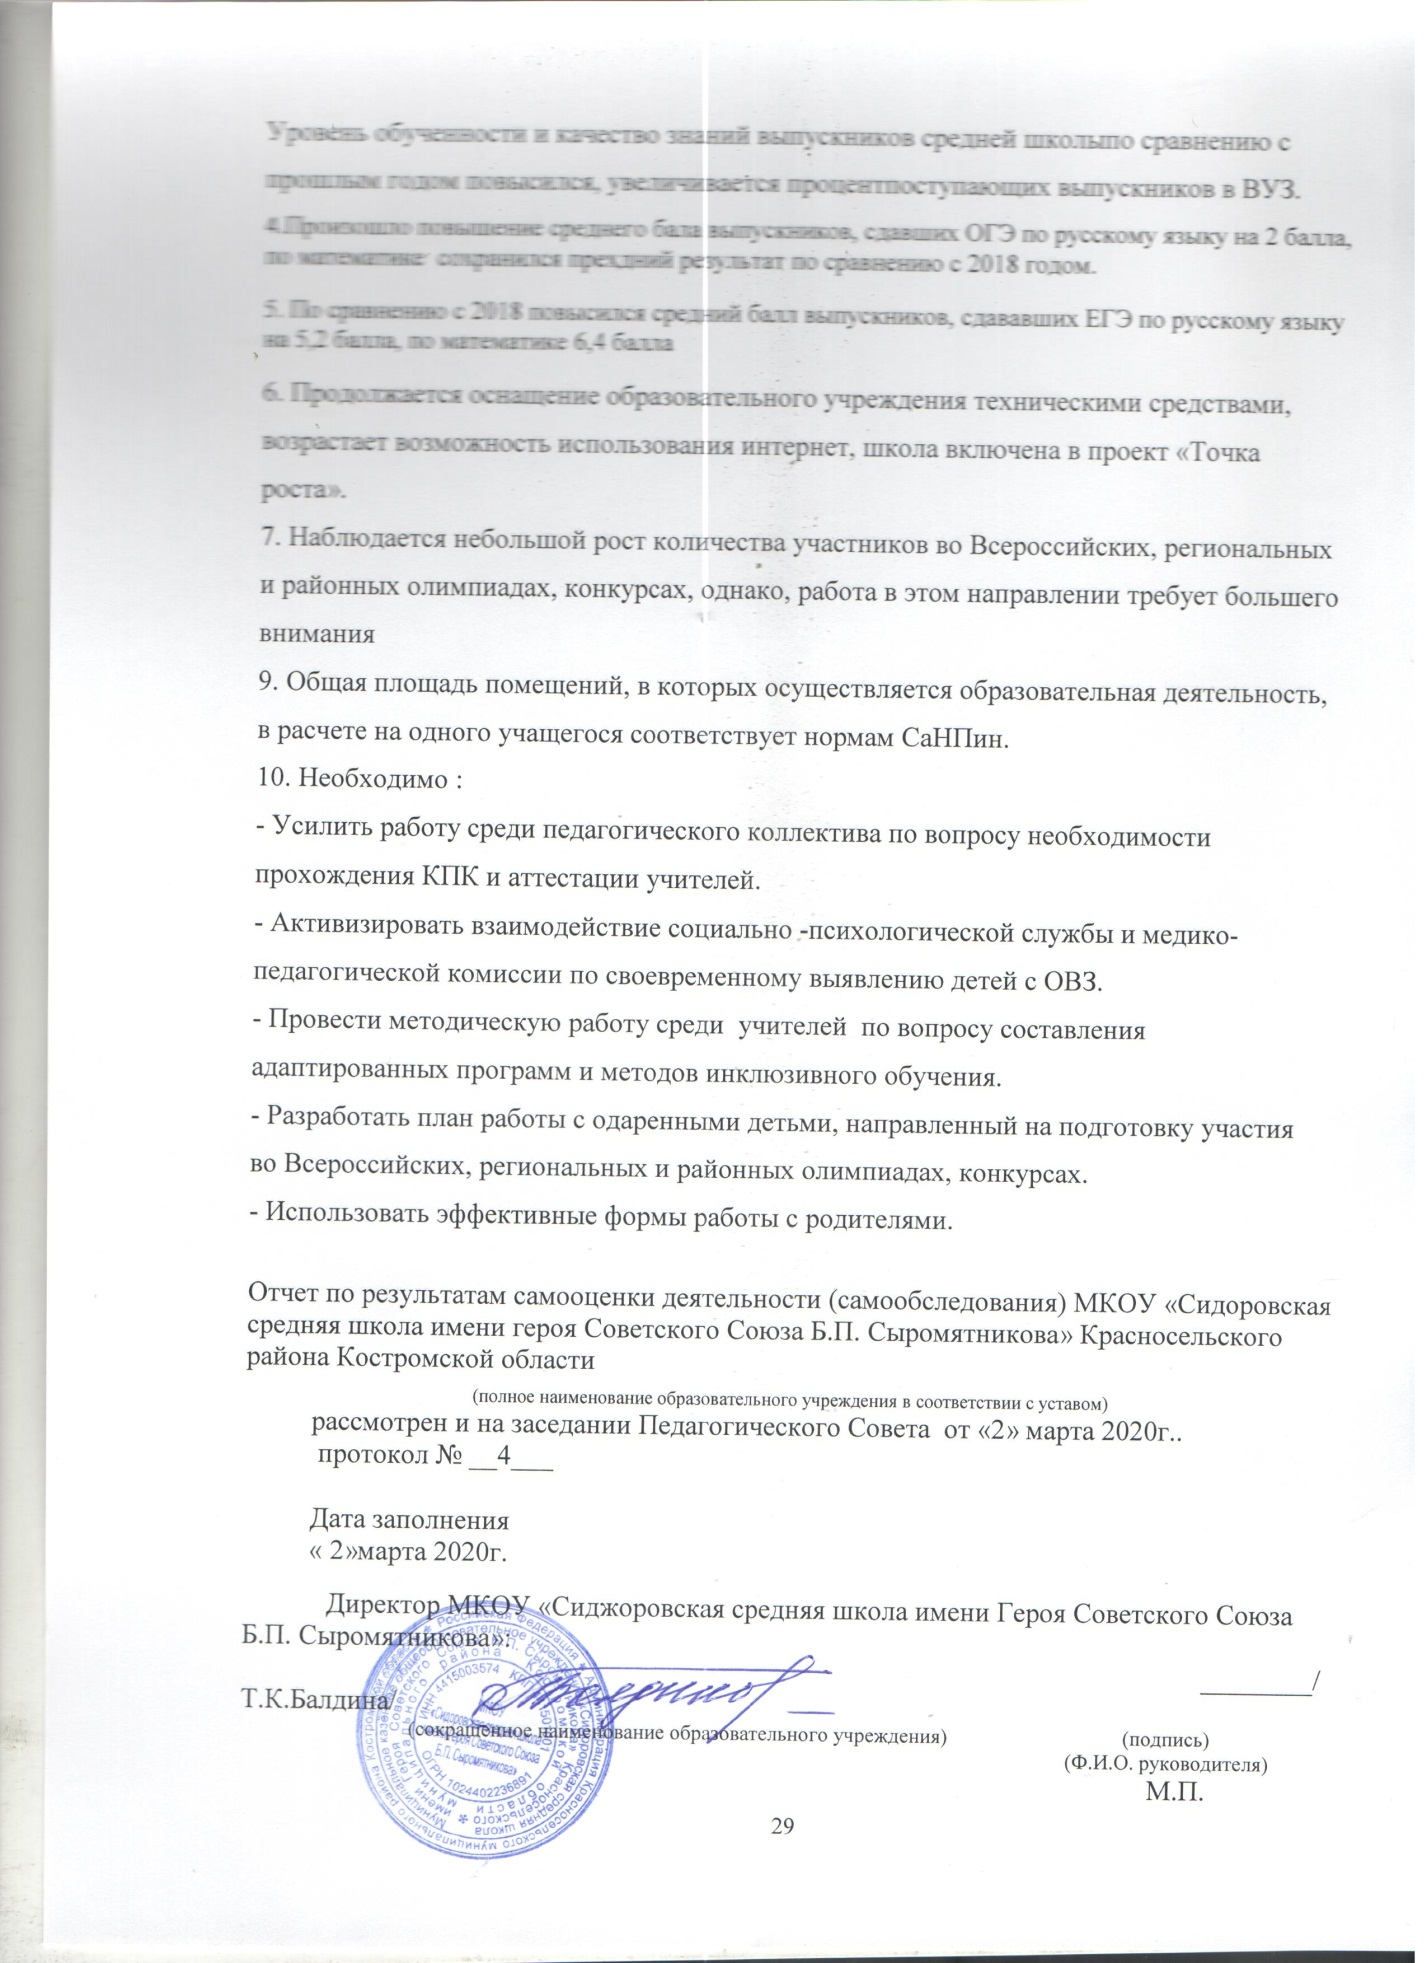 Уровень обученности и качество знаний выпускников средней школыпо сравнению с
прошлым годом повысился, увеличивается процентпоступающих выпускников в ВУЗ.
4.Произошло повышение среднего бала выпускников, сдавших ОГЭ по русскому языку на 2 балла,
по математике сохранился прежний результат по сравнению с 2018 годом.
5. По сравнению с 2018 повысился средний балл выпускников, сдававших ЕГЭ по русскому языку
на 5,2 балла, по математике 6,4 балла
6. Продолжается оснащение образовательного учреждения техническими средствами,
возрастает возможность использования интернет, школа включена в проект «Точка
роста».
7. Наблюдается небольшой рост количества участников во Всероссийских, региональных
и районных олимпиадах, конкурсах, однако, работа в этом направлении требует большего
внимания
9. Общая площадь помещений, в которых осуществляется образовательная деятельность,
в расчете на одного учащегося соответствует нормам СаНПин.
10. Необходимо :
- Усилить работу среди педагогического коллектива по вопросу необходимости
прохождения КПК и аттестации учителей.
- Активизировать взаимодействие социально -психологической службы и медико-
педагогической комиссии по своевременному выявлению детей с ОВЗ.
- Провести методическую работу среди учителей по вопросу составления
адаптированных программ и методов инклюзивного обучения.
- Разработать план работы с одаренными детьми, направленный на подготовку участия
во Всероссийских, региональных и районных олимпиадах, конкурсах.
- Использовать эффективные формы работы с родителями.
Отчет по результатам самооценки деятельности (самообследования) МКОУ «Сидоровская
средняя школа имени героя Советского Союза Б.П. Сыромятникова» Красносельского
района Костромской области
(полное наименование образовательного учреждения в соответствии с уставом)
рассмотрен и на заседании Педагогического Совета от «2» марта 2020г..
протокол № __4___
Дата заполнения
« 2»марта 2020г.
Директор МКОУ «Сиджоровская средняя школа имени Героя Советского Союза
Б.П. Сыромятникова»:
Т.К.Балдина/ ________/
(сокращенное наименование образовательного учреждения) (подпись)
(Ф.И.О. руководителя)
М.П.
ИНН 4415003574
«Сидоровская
Героя Советского Союза
Б.П. Сыромятникова»
ОГРН 1024402236891
29